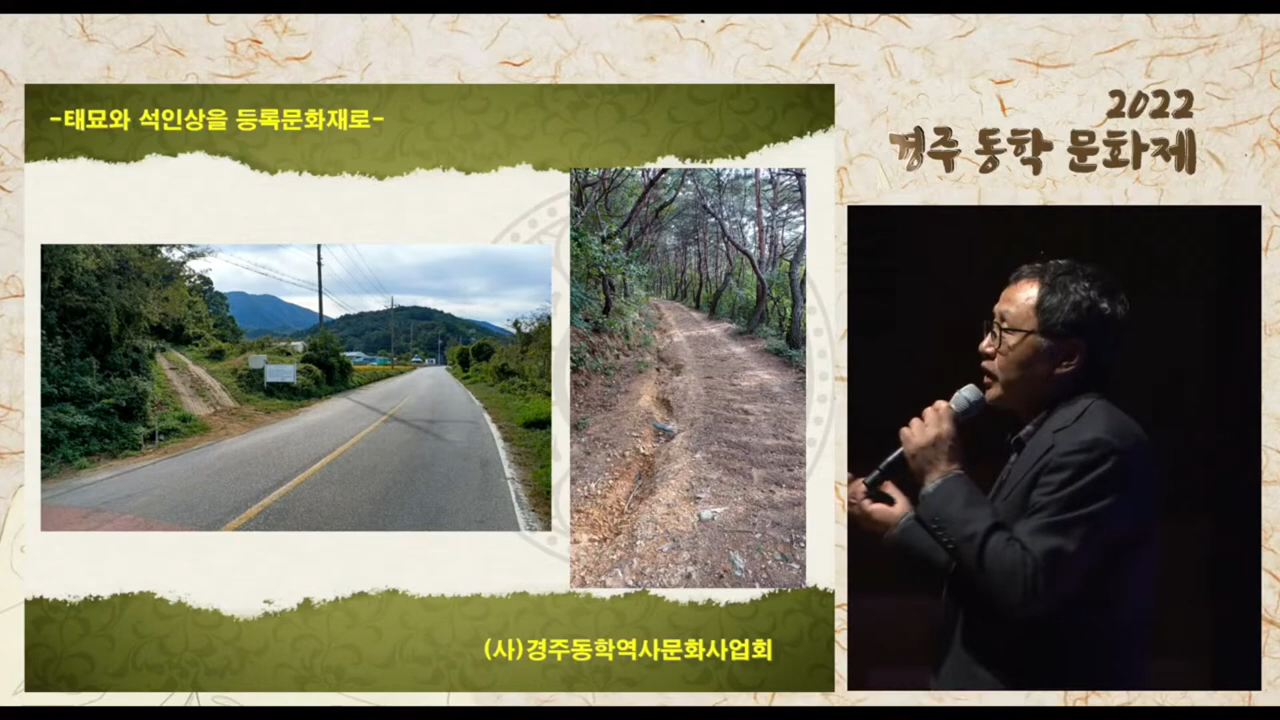 -태묘와 석인상을 등록문화재로-
2022
경주 동학 문화제
(사)경주동학역사문화사업회